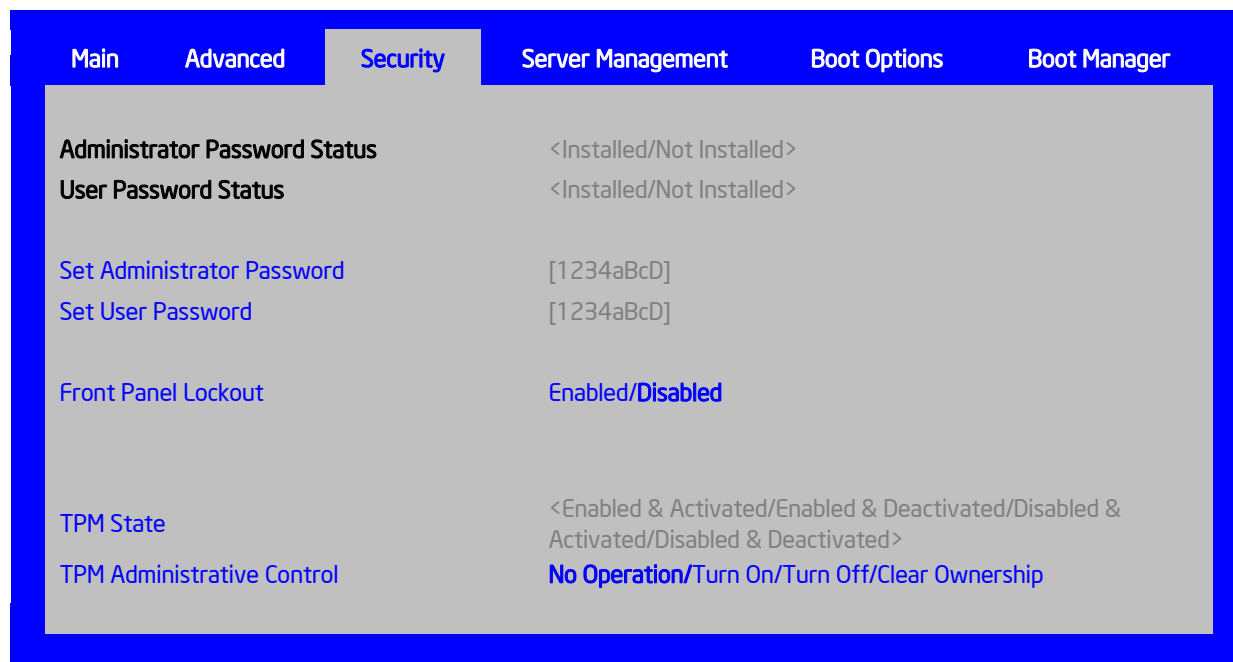 Main Advanced Security Server Management Boot Options Boot Manager
Administrator Password Status <Installed/Not Installed>
User Password Status <Installed/Not Installed>
Set Administrator Password [1234aBcD]
Set User Password [1234aBcD]
Front Panel Lockout Enabled/Disabled
TPM State <Enabled & Activated/Enabled & Deactivated/Disabled &
Activated/Disabled & Deactivated>
TPM Administrative Control No Operation/Turn On/Turn Off/Clear Ownership